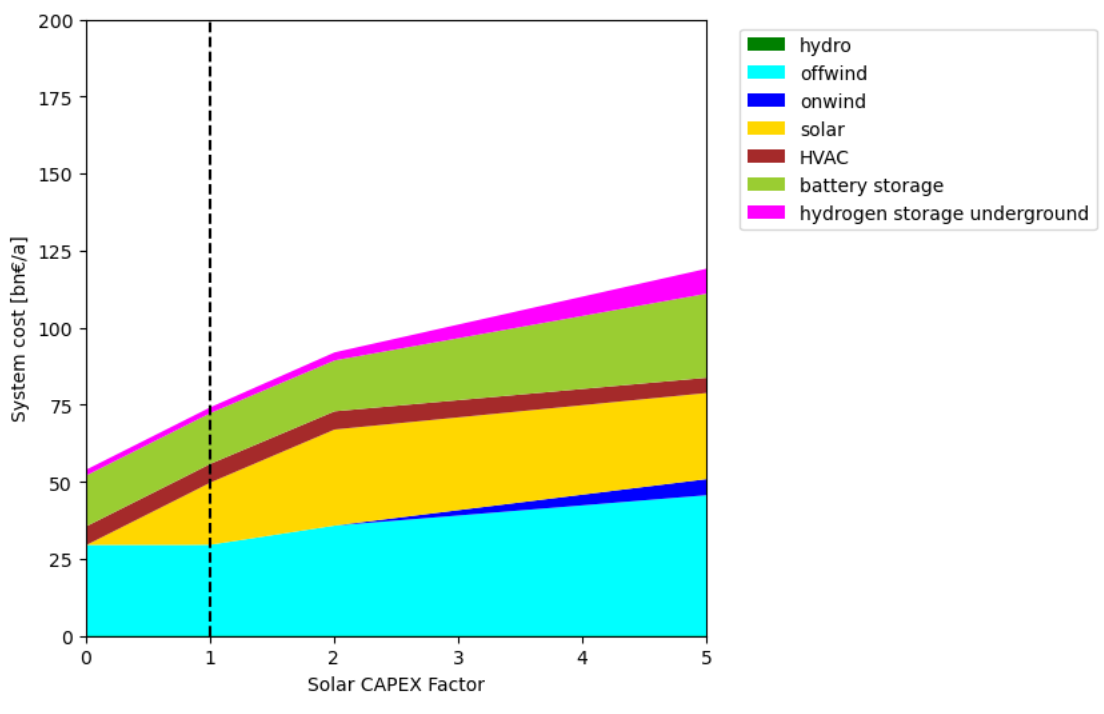 200
175
150
125
100
75
50
25
0
System cost [bn€/a]
0 1 2 3 4 5
Solar CAPEX Factor
hydro
offwind
onwind
solar
HVAC
battery storage
hydrogen storage underground